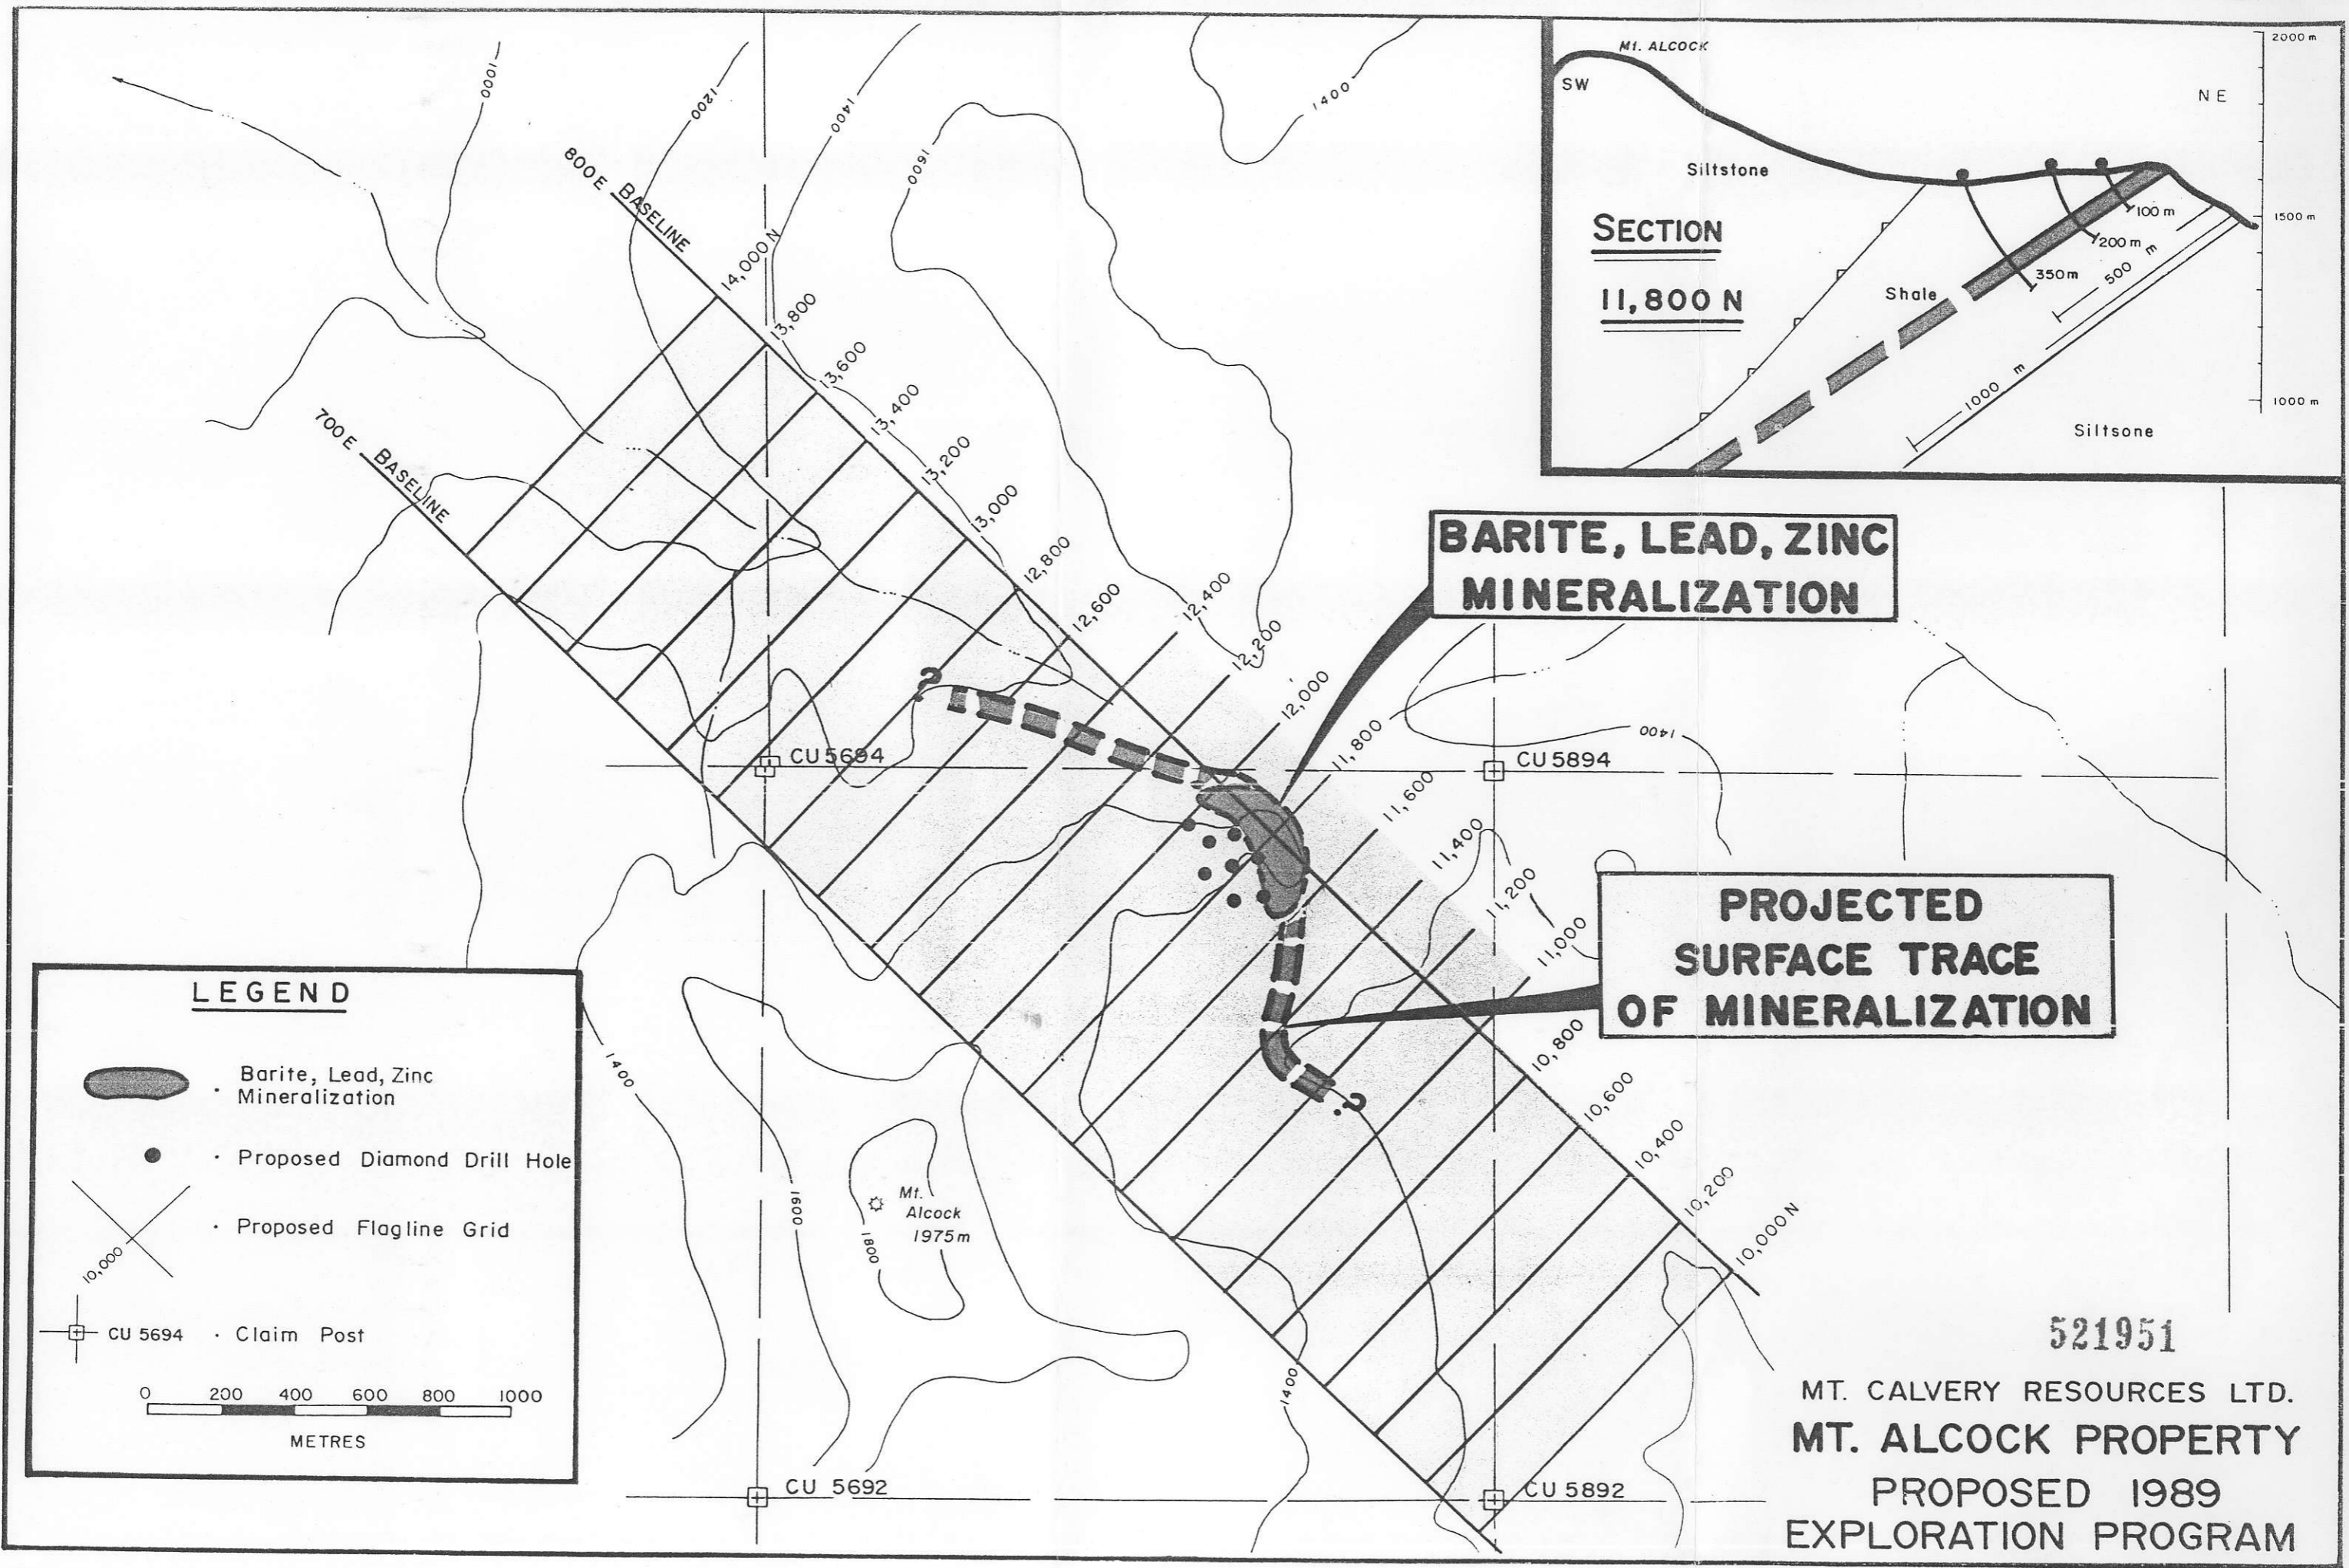 1000
1200
1400
1600
1400
800 E BASELINE
700 E BASELINE
14,000 N
13,800
13,600
13,400
13,200
13,000
12,800
12,600
12,400
12,200
12,000
11,800
11,600
11,400
11,200
11,000
10,800
10,600
10,400
10,200
10,000 N
Mt. ALCOCK
SW
NE
2000 m
1500 m
1000 m
Siltstone
SECTION
11,800 N
Shale
100 m
200 m
350 m
500 m
1000 m
Siltsone
BARITE, LEAD, ZINC
MINERALIZATION
?
CU 5694
CU 5894
1400
PROJECTED
SURFACE TRACE
OF MINERALIZATION
?
LEGEND
Barite, Lead, Zinc
Mineralization
Proposed Diamond Drill Hole
10,000
Proposed Flagline Grid
CU 5694
Claim Post
0 200 400 600 800 1000
METRES
1400
1600
1800
Mt.
Alcock
1975 m
1400
CU 5692
CU 5892
521951
MT. CALVERY RESOURCES LTD.
MT. ALCOCK PROPERTY
PROPOSED 1989
EXPLORATION PROGRAM